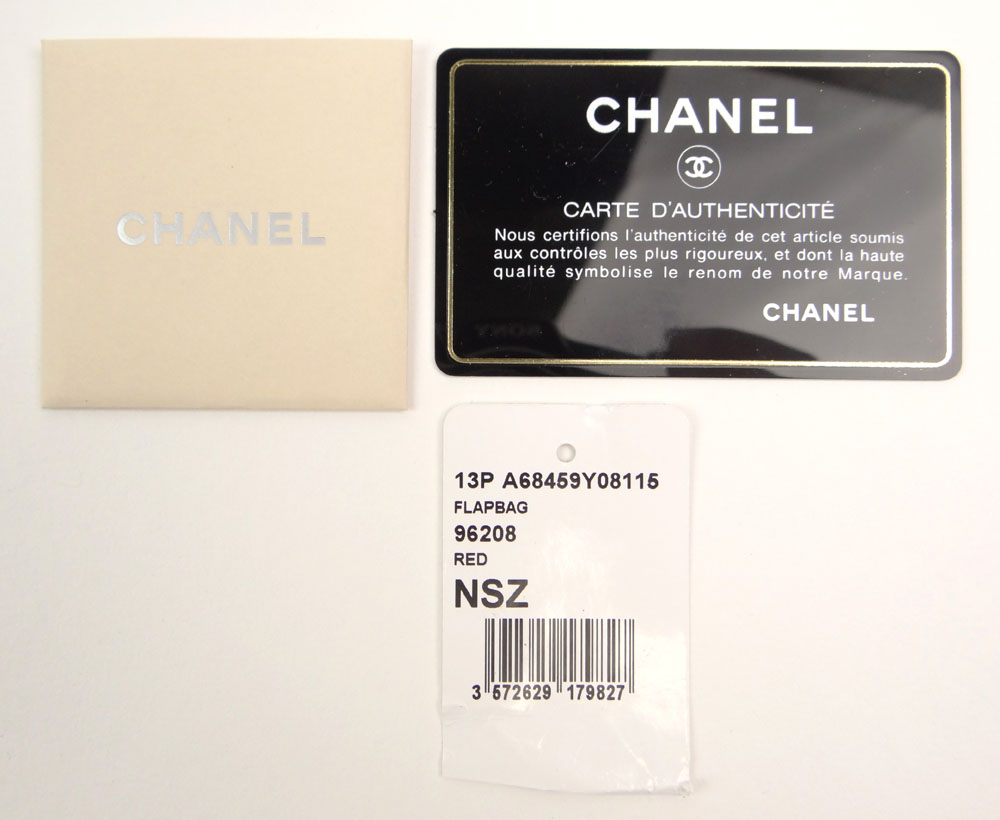 CHANEL
CHANEL
CARTE D'AUTHENTICITÉ
Nous certifions l'authenticité de cet article soumis
aux contrôles les plus rigoureux, et dont la haute
qualité symbolise le renom de notre Marque.
CHANEL
13P A68459Y08115
FLAPBAG
96208
RED
NSZ
3 572629 179827